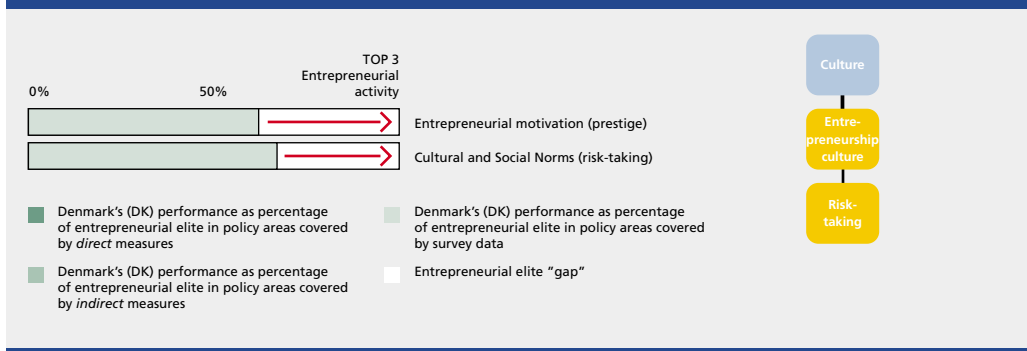 TOP 3
Entrepreneurial
activity
0%
50%
Entrepreneurial motivation (prestige)
Cultural and Social Norms (risk-taking)
Denmark's (DK) performance as percentage
of entrepreneurial elite in policy areas covered
by direct measures
Denmark's (DK) performance as percentage
of entrepreneurial elite in policy areas covered
by indirect measures
Denmark's (DK) performance as percentage
of entrepreneurial elite in policy areas covered
by survey data
Entrepreneurial elite "gap"
Culture
Entre-
preneurship
culture
Risk-
taking